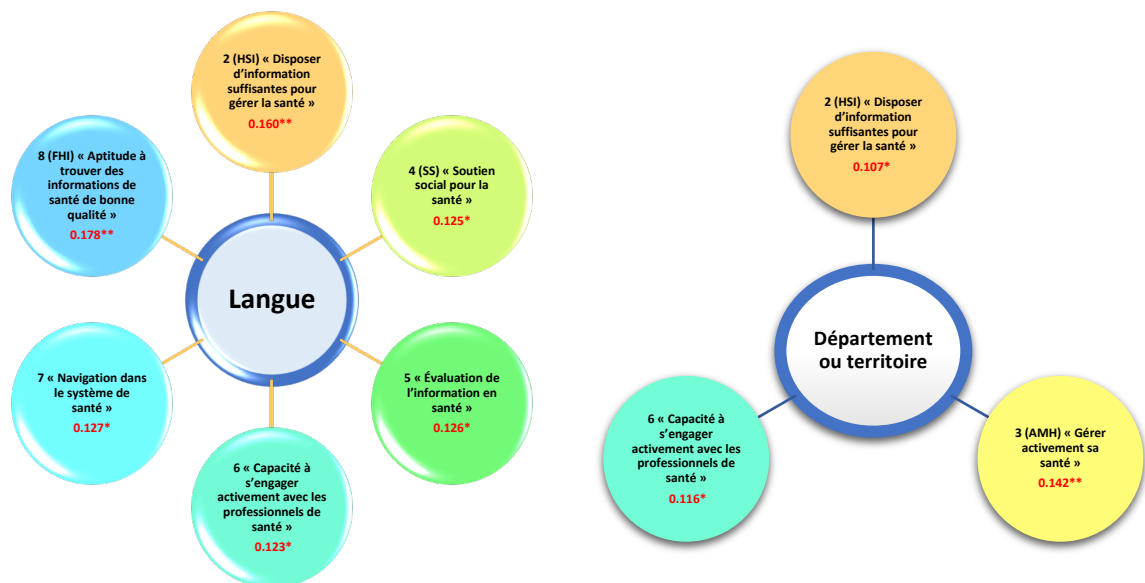 2 (HSI) « Disposer
d’information
suffisantes pour
gérer la santé »
0.160**
8 (FHI) « Aptitude à
trouver des
informations de
santé de bonne
qualité »
0.178**
4 (SS) « Soutien
social pour la
santé »
0.125*
Langue
7 « Navigation dans
le système de
santé »
0.127*
5 « Évaluation de
l’information en
santé »
0.126*
6 « Capacité à
s’engager
activement avec les
professionnels de
santé »
0.123*
2 (HSI) « Disposer
d’information
suffisantes pour
gérer la santé »
0.107*
Département
ou territoire
6 « Capacité à
s’engager
activement avec les
professionnels de
santé »
0.116*
3 (AMH) « Gérer
activement sa
santé »
0.142**